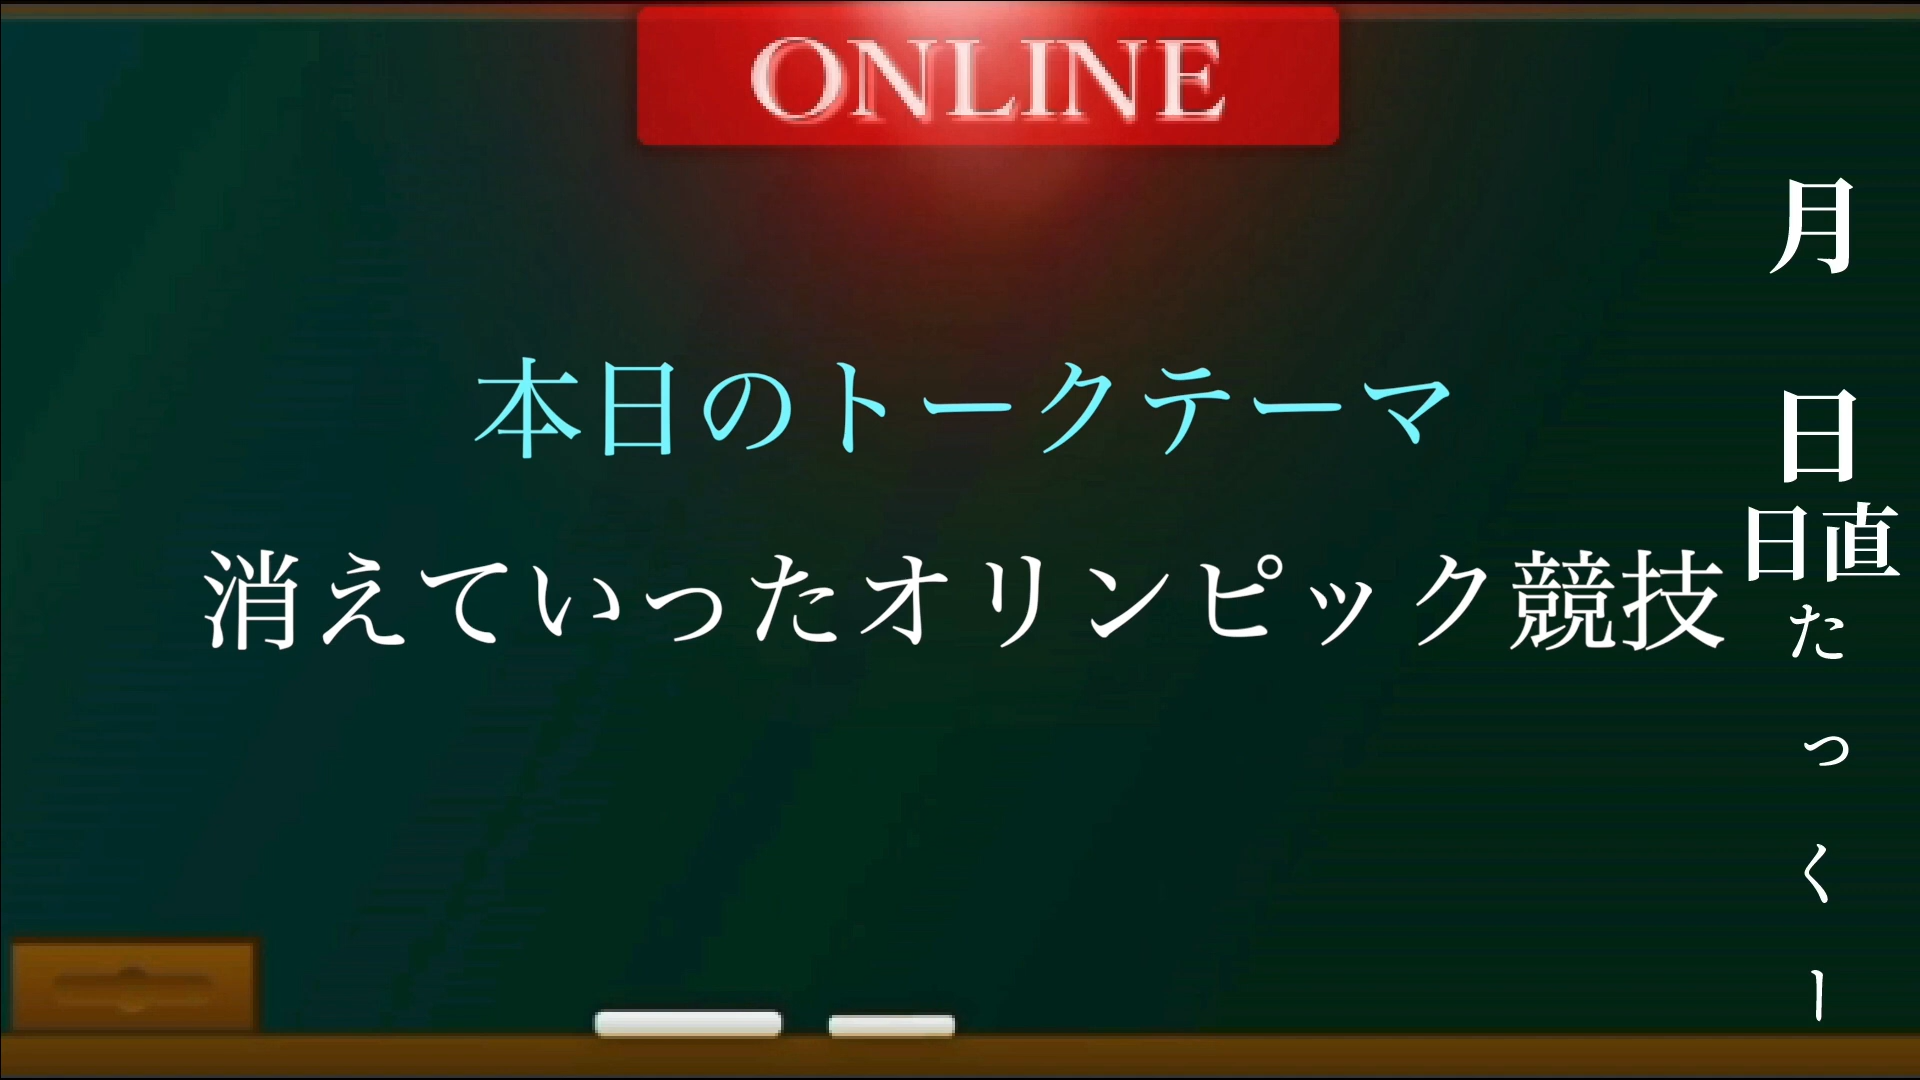 ONLINE
本日のトークテーマ
消えていったオリンピック競技
月
日
日直
たっくー